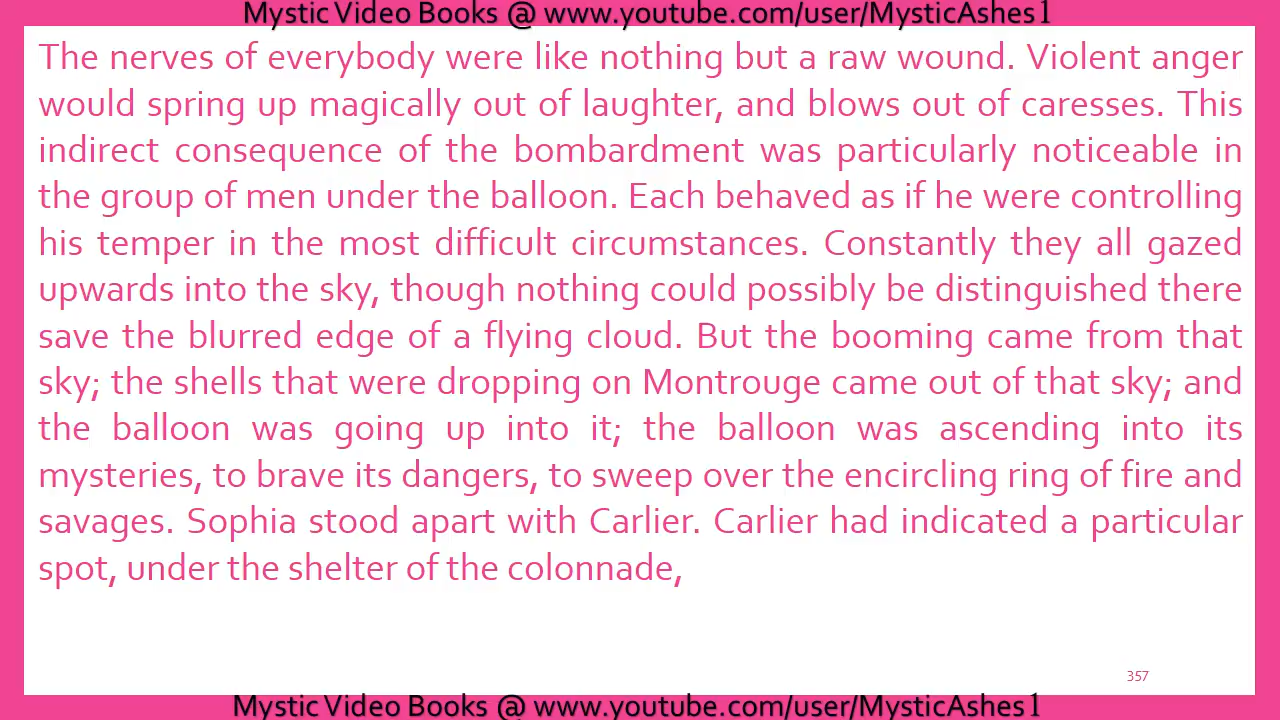 Mystic Video Books @ www.youtube.com/user/MysticAshes1
The nerves of everybody were like nothing but a raw wound. Violent anger
would spring up magically out of laughter, and blows out of caresses. This
indirect consequence of the bombardment was particularly noticeable in
the group of men under the balloon. Each behaved as if he were controlling
his temper in the most difficult circumstances. Constantly they all gazed
upwards into the sky, though nothing could possibly be distinguished there
save the blurred edge of a flying cloud. But the booming came from that
sky; the shells that were dropping on Montrouge came out of that sky; and
the balloon was going up into it; the balloon was ascending into its
mysteries, to brave its dangers, to sweep over the encircling ring of fire and
savages. Sophia stood apart with Carlier. Carlier had indicated a particular
spot, under the shelter of the colonnade,
357
Mystic Video Books @ www.youtube.com/user/MysticAshes1